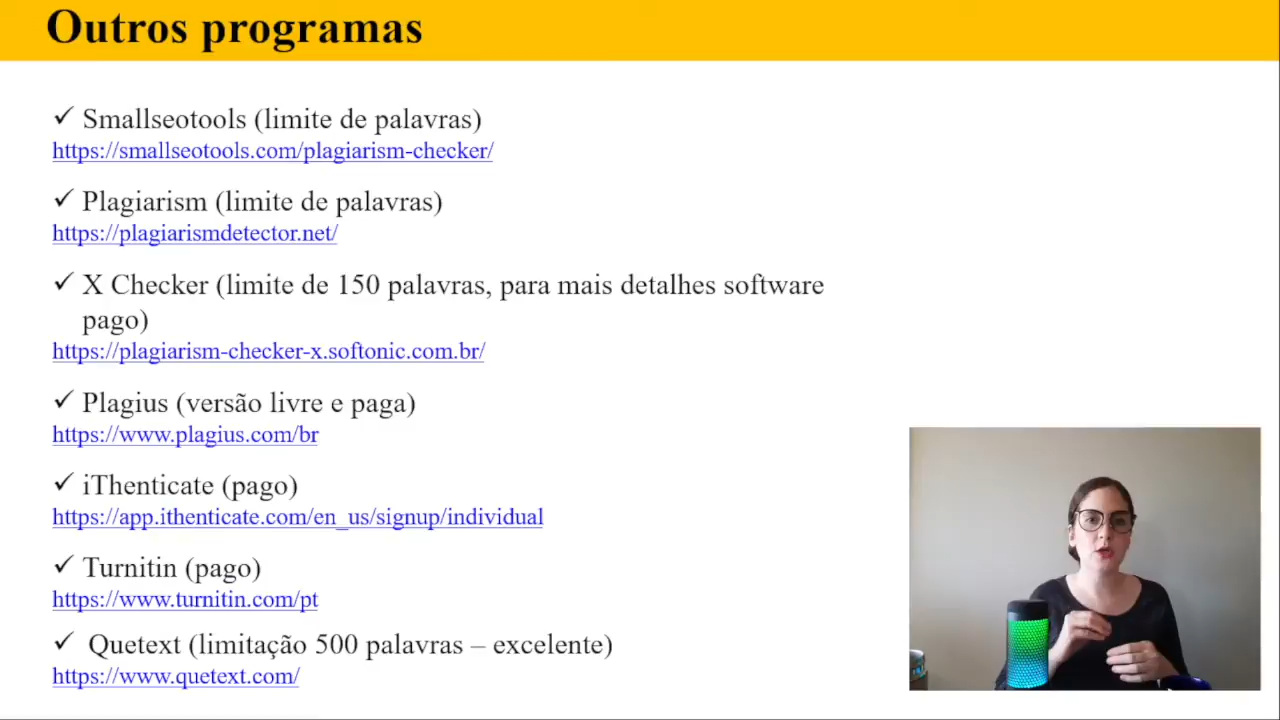 Outros programas
✓ Smallseotools (limite de palavras)
https://smallseotools.com/plagiarism-checker/
✓ Plagiarism (limite de palavras)
https://plagiarismdetector.net/
✓ X Checker (limite de 150 palavras, para mais detalhes software
pago)
https://plagiarism-checker-x.softonic.com.br/
✓ Plagius (versão livre e paga)
https://www.plagius.com/br
✓ iThenticate (pago)
https://app.ithenticate.com/en_us/signup/individual
✓ Turnitin (pago)
https://www.turnitin.com/pt
✓ Quetext (limitação 500 palavras – excelente)
https://www.quetext.com/